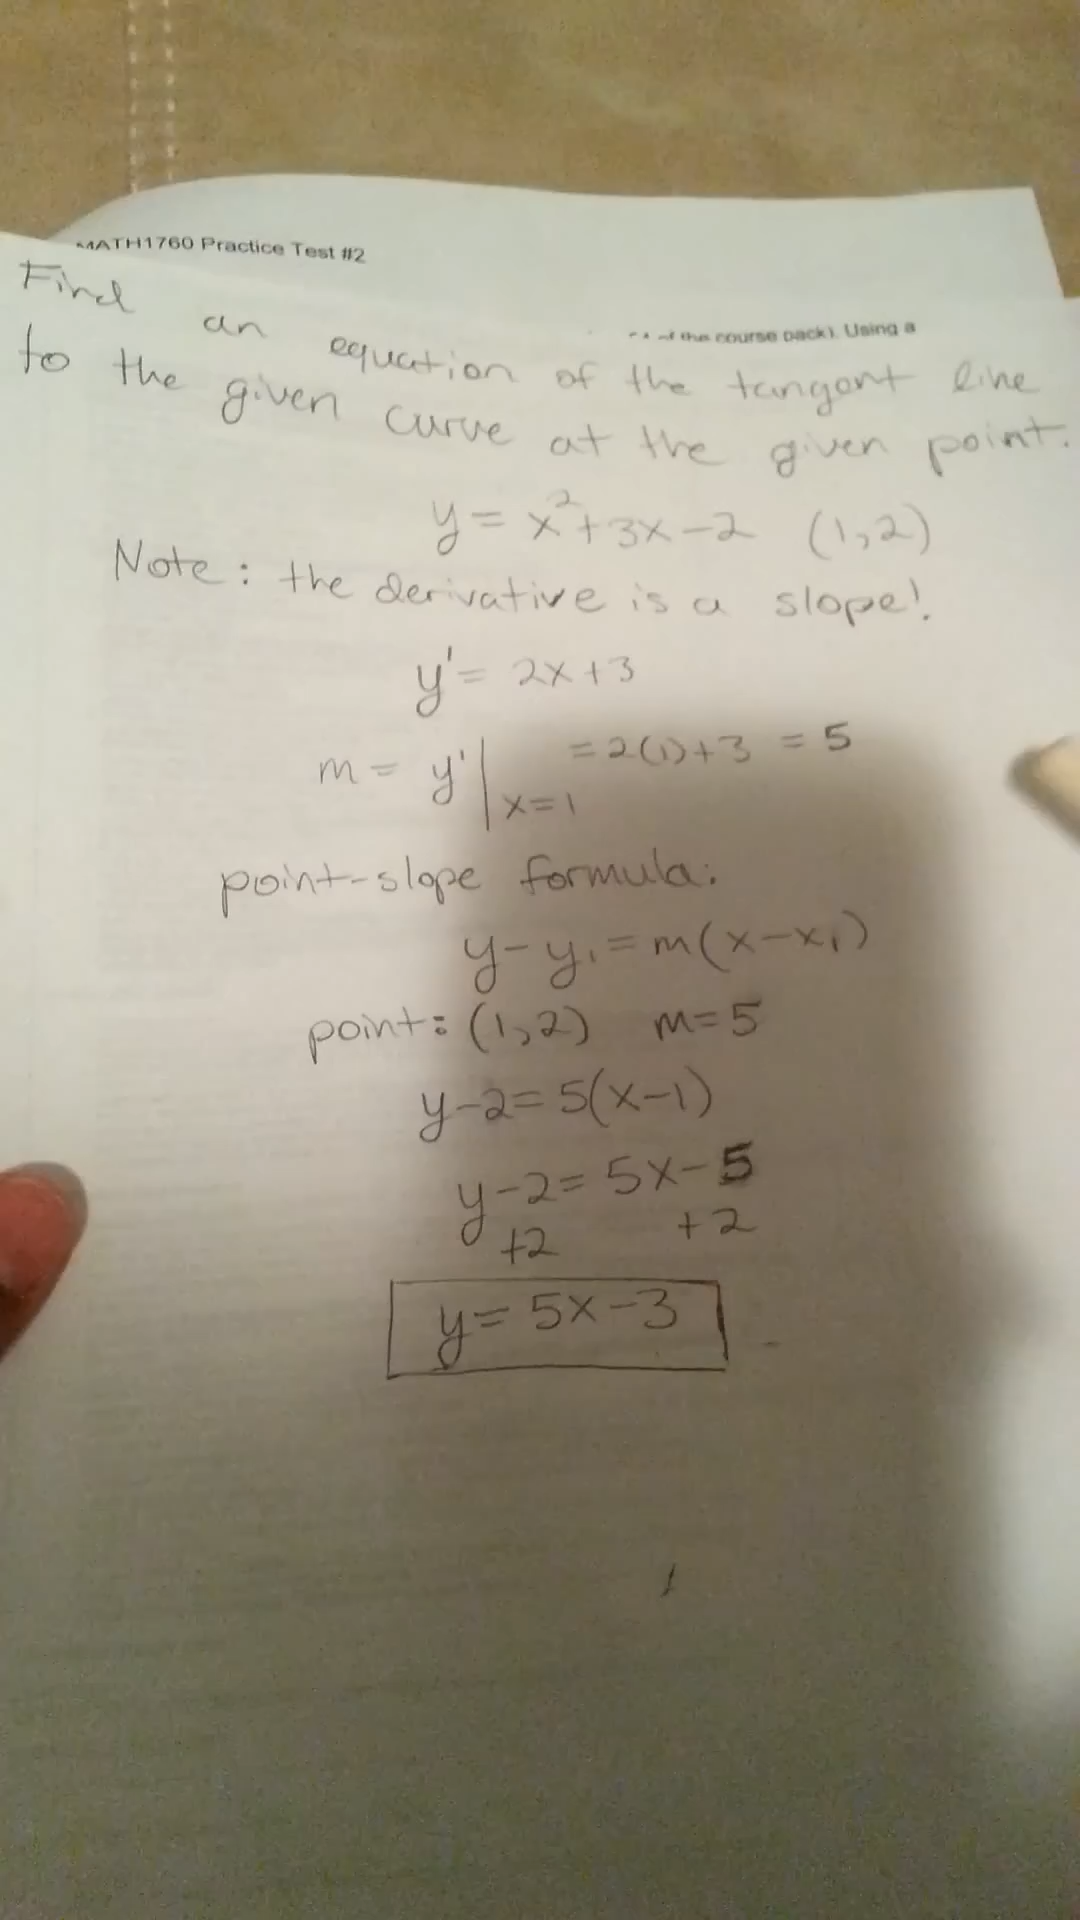 MATH1760 Practice Test #2
of the course pack). Using a
Find an equation of the tangent line
to the given curve at the given point.
y = x²+3x-2 (1,2)
Note: the derivative is a slope!
y' = 2x+3
m = y'|x=1 = 2(1)+3 = 5
point-slope formula:
y-y₁=m(x-x₁)
point: (1,2) m=5
y-2=5(x-1)
y-2=5x-5
+2 +2
y=5x-3